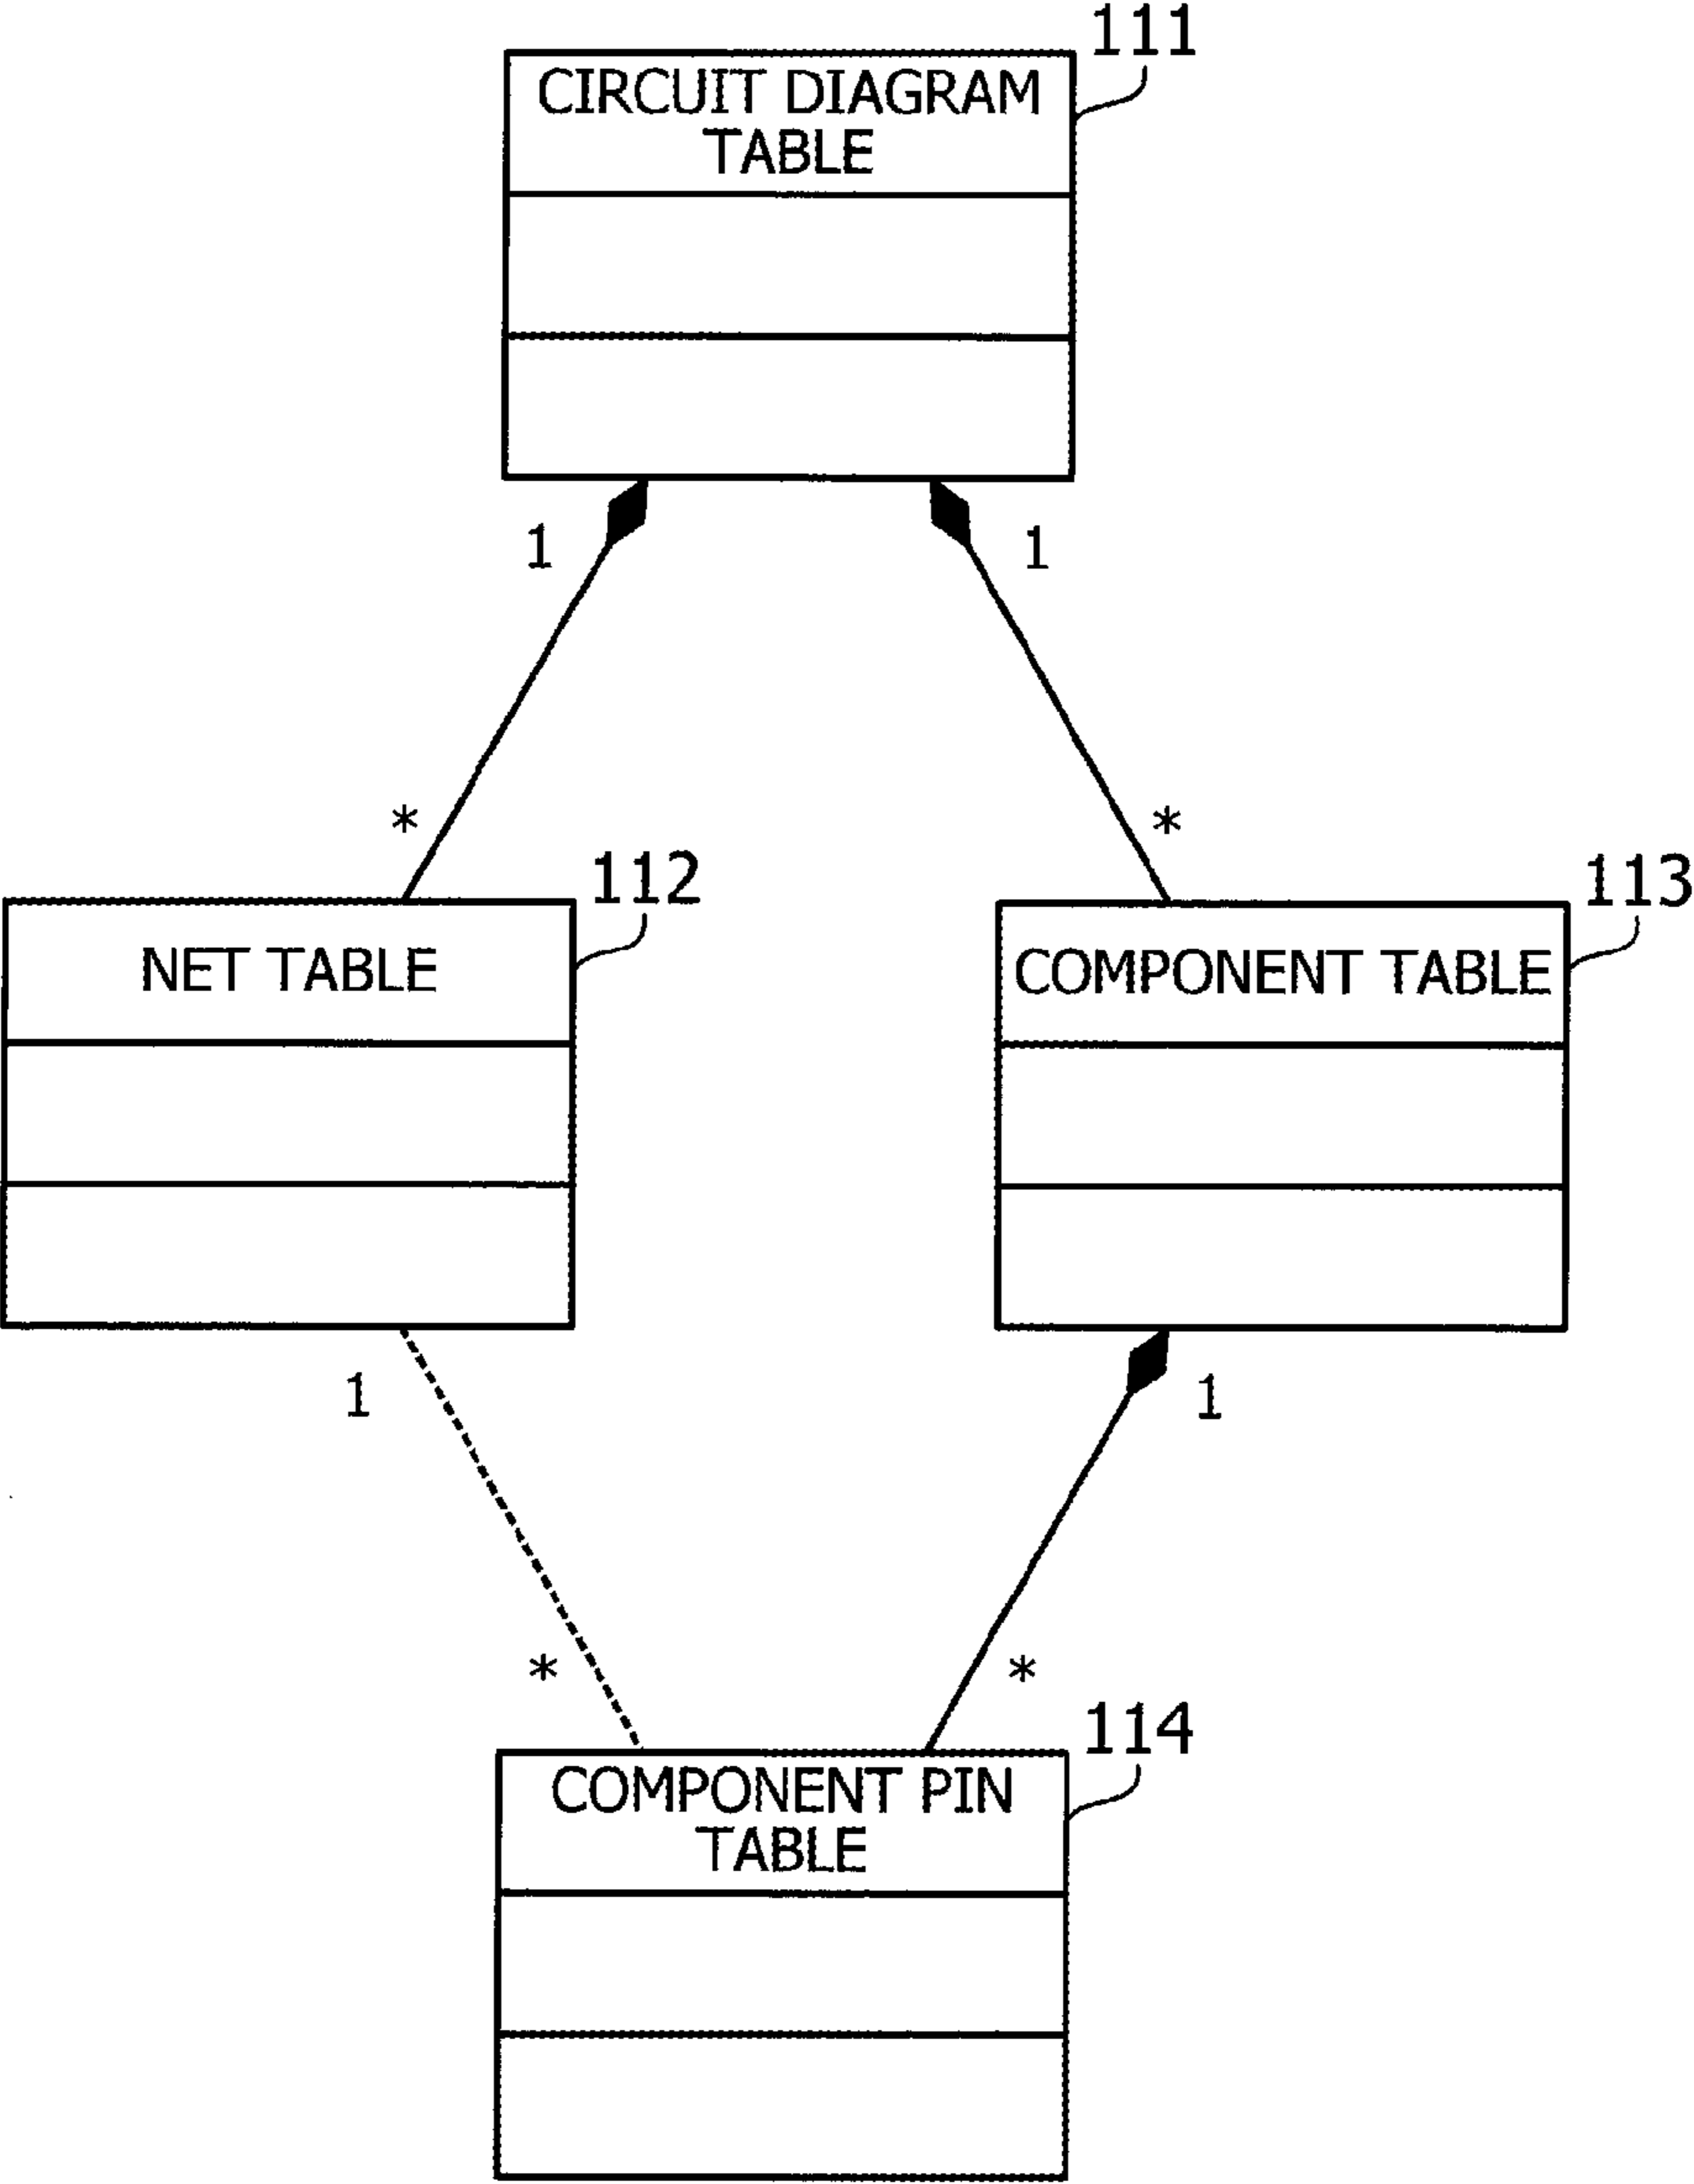 111
CIRCUIT DIAGRAM
TABLE
1
1
*
*
112
113
NET TABLE
COMPONENT TABLE
1
1
*
*
114
COMPONENT PIN
TABLE